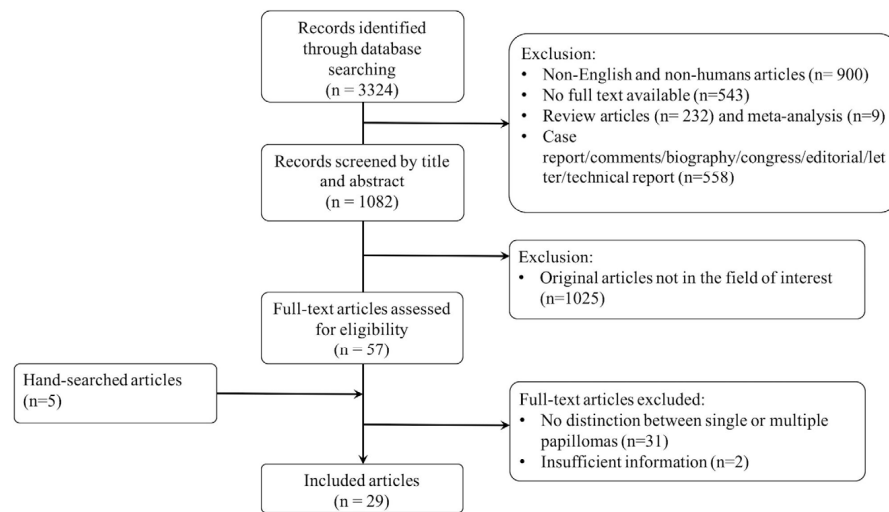 Records identified
through database
searching
(n = 3324)
Exclusion:
• Non-English and non-humans articles (n= 900)
• No full text available (n=543)
• Review articles (n= 232) and meta-analysis (n=9)
• Case
report/comments/biography/congress/editorial/let
ter/technical report (n=558)
Records screened by title
and abstract
(n = 1082)
Exclusion:
• Original articles not in the field of interest
(n=1025)
Full-text articles assessed
for eligibility
(n = 57)
Hand-searched articles
(n=5)
Full-text articles excluded:
• No distinction between single or multiple
papillomas (n=31)
• Insufficient information (n=2)
Included articles
(n = 29)